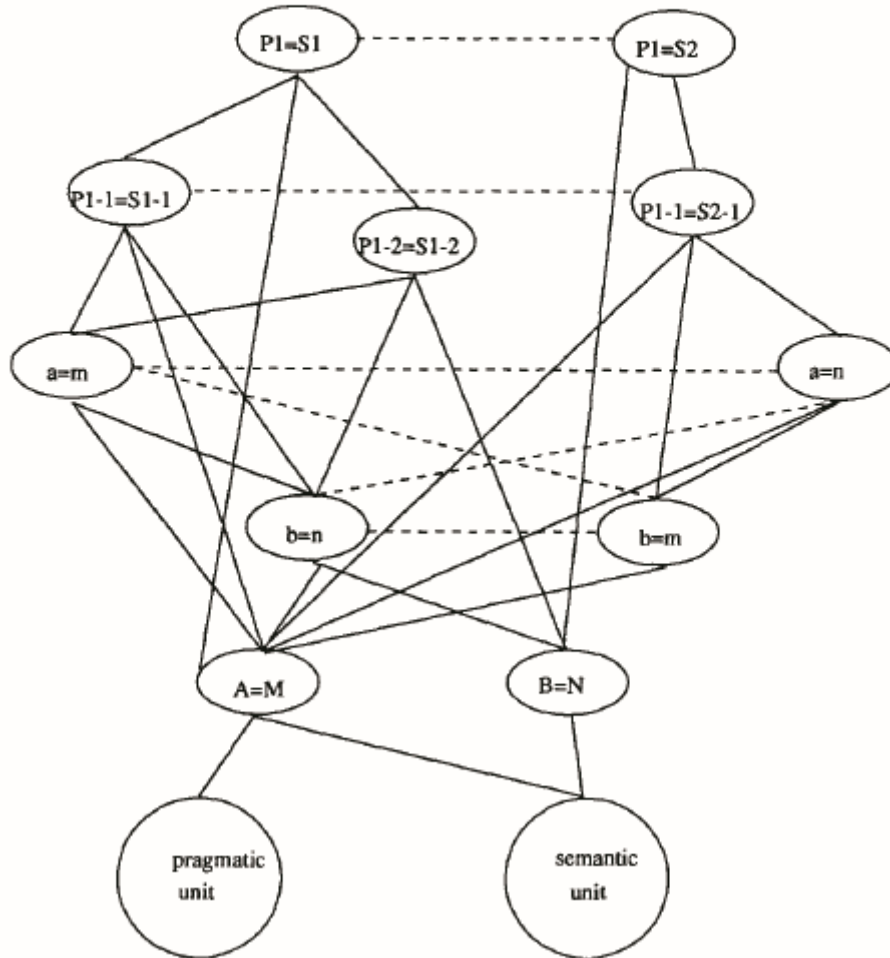 P1=S1
P1=S2
P1-1=S1-1
P1-1=S2-1
P1-2=S1-2
a=m
a=n
b=n
b=m
A=M
B=N
pragmatic
unit
semantic
unit